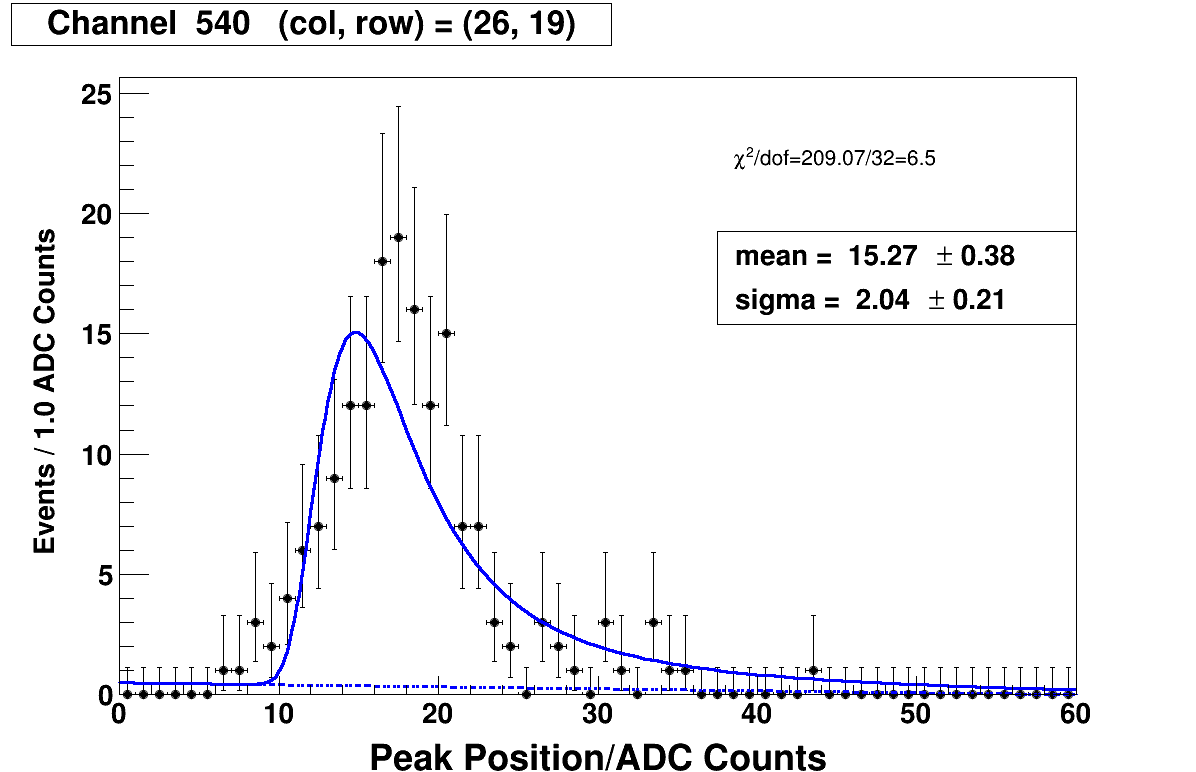 Channel 540 (col, row) = (26, 19)
25
20
15
10
5
0
Events / 1.0 ADC Counts
χ²/dof=209.07/32=6.5
mean = 15.27 ± 0.38
sigma = 2.04 ± 0.21
0 10 20 30 40 50 60
Peak Position/ADC Counts